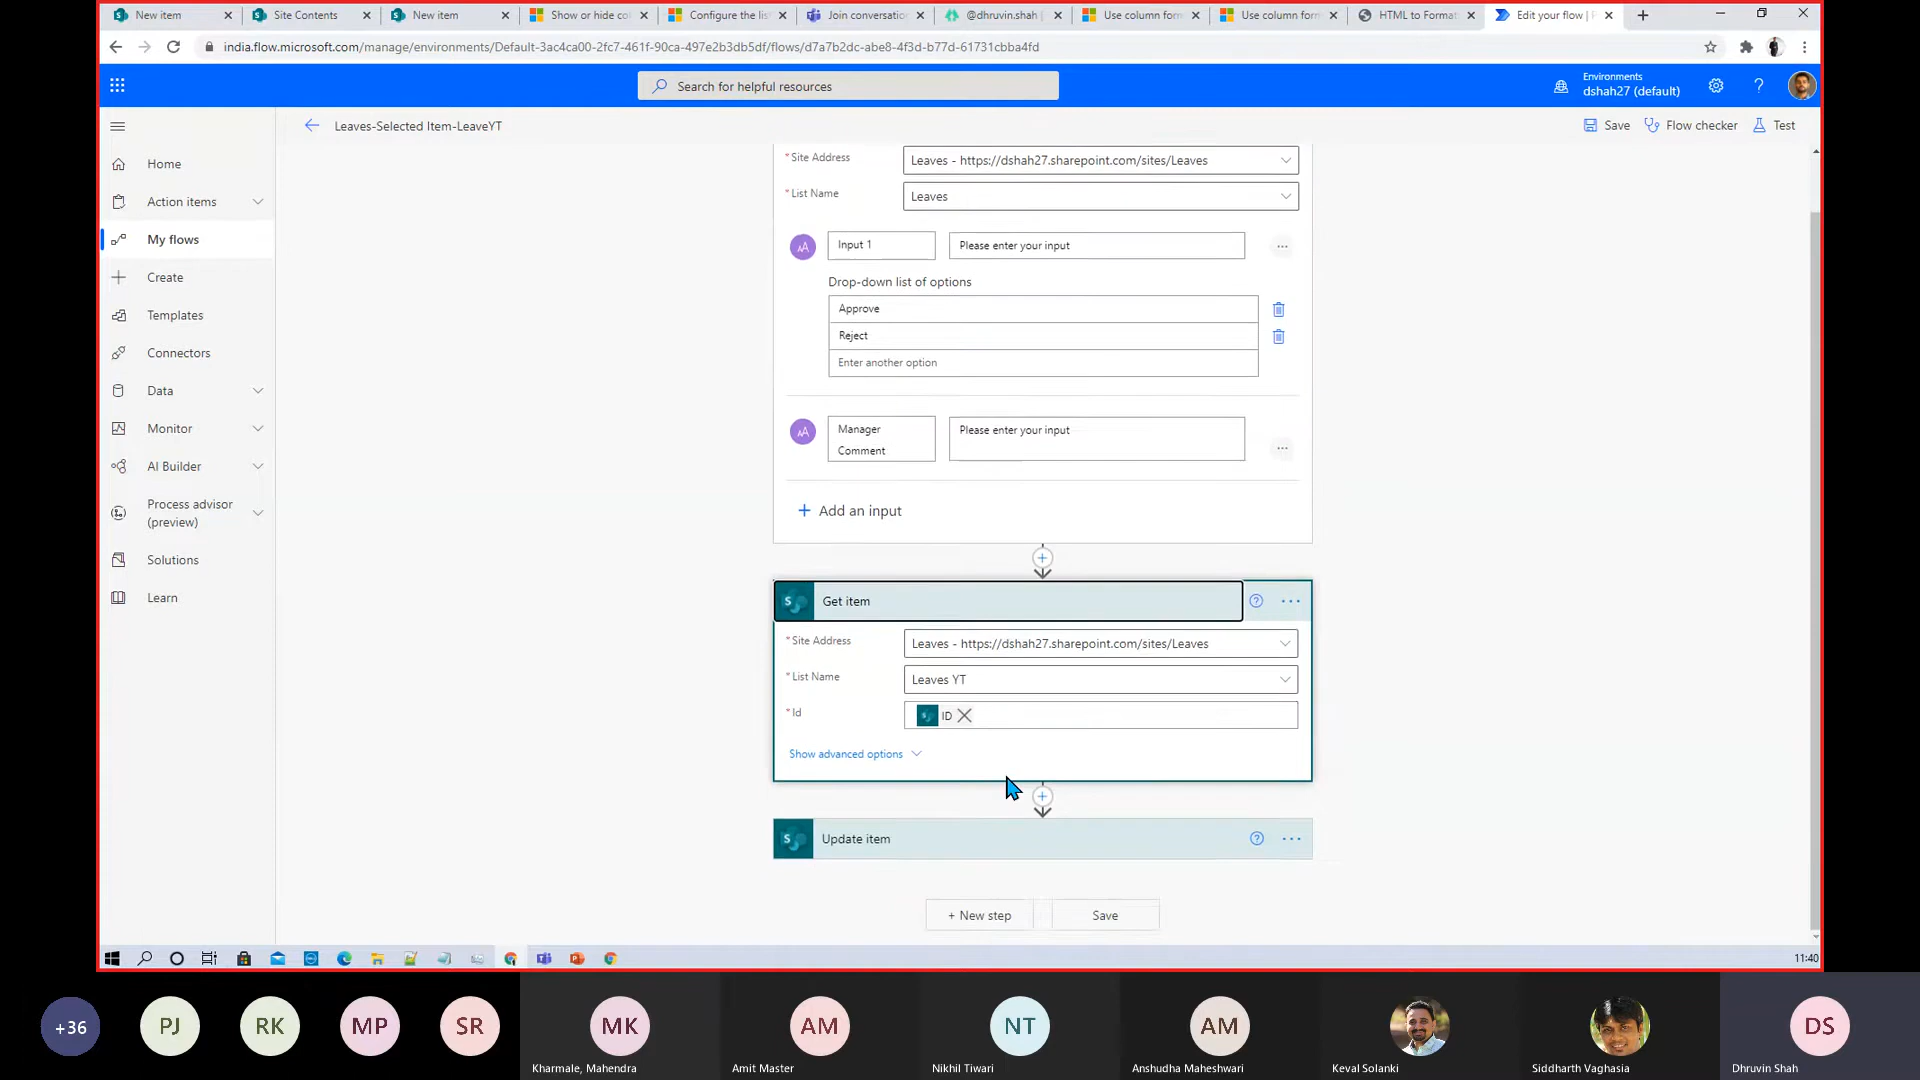 New item
Site Contents
New item
Show or hide co
Configure the lis
Join conversatio
@dhruvin.shah |
Use column form
Use column form
HTML to Format
Edit your flow |
india.flow.microsoft.com/manage/environments/Default-3ac4ca00-2fc7-461f-90ca-497e2b3db5df/flows/d7a7b2dc-abe8-4f3d-b77d-61731cbba4fd
Search for helpful resources
Environments
dshah27 (default)
Leaves-Selected Item-LeaveYT
Save
Flow checker
Test
Home
Action items
My flows
Create
Templates
Connectors
Data
Monitor
AI Builder
Process advisor
(preview)
Solutions
Learn
* Site Address
Leaves - https://dshah27.sharepoint.com/sites/Leaves
* List Name
Leaves
Input 1
Please enter your input
Drop-down list of options
Approve
Reject
Enter another option
Manager
Comment
Please enter your input
+ Add an input
Get item
* Site Address
Leaves - https://dshah27.sharepoint.com/sites/Leaves
* List Name
Leaves YT
* Id
ID
Show advanced options
Update item
+ New step
Save
11:40
+36
PJ
RK
MP
SR
MK
AM
NT
AM
DS
Kharmale, Mahendra
Amit Master
Nikhil Tiwari
Anshudha Maheshwari
Keval Solanki
Siddharth Vaghasia
Dhruvin Shah